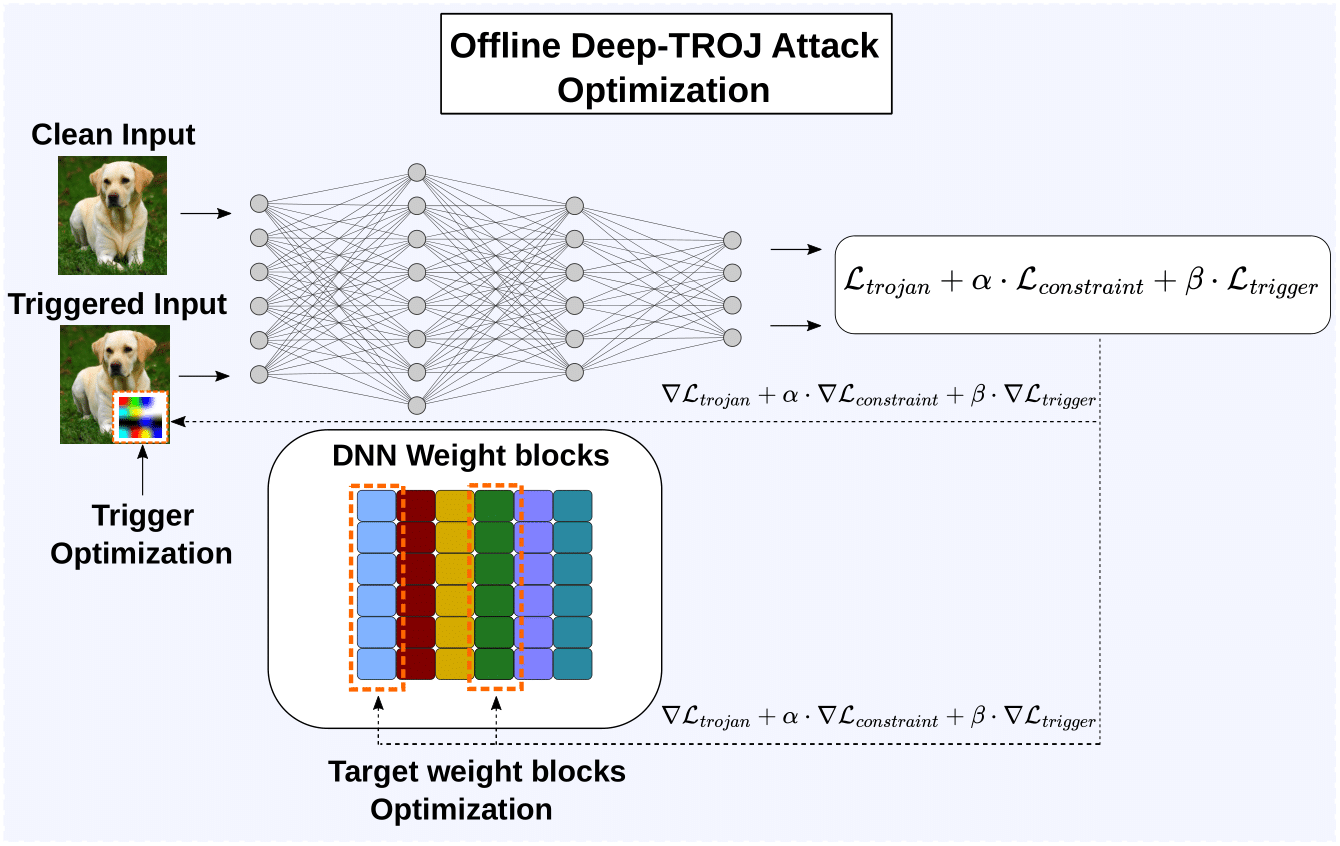 Offline Deep-TROJ Attack
Optimization
Clean Input
Triggered Input
$\mathcal{L}_{trojan} + \alpha \cdot \mathcal{L}_{constraint} + \beta \cdot \mathcal{L}_{trigger}$
$\nabla \mathcal{L}_{trojan} + \alpha \cdot \nabla \mathcal{L}_{constraint} + \beta \cdot \nabla \mathcal{L}_{trigger}$
Trigger
Optimization
DNN Weight blocks
$\nabla \mathcal{L}_{trojan} + \alpha \cdot \nabla \mathcal{L}_{constraint} + \beta \cdot \nabla \mathcal{L}_{trigger}$
Target weight blocks
Optimization